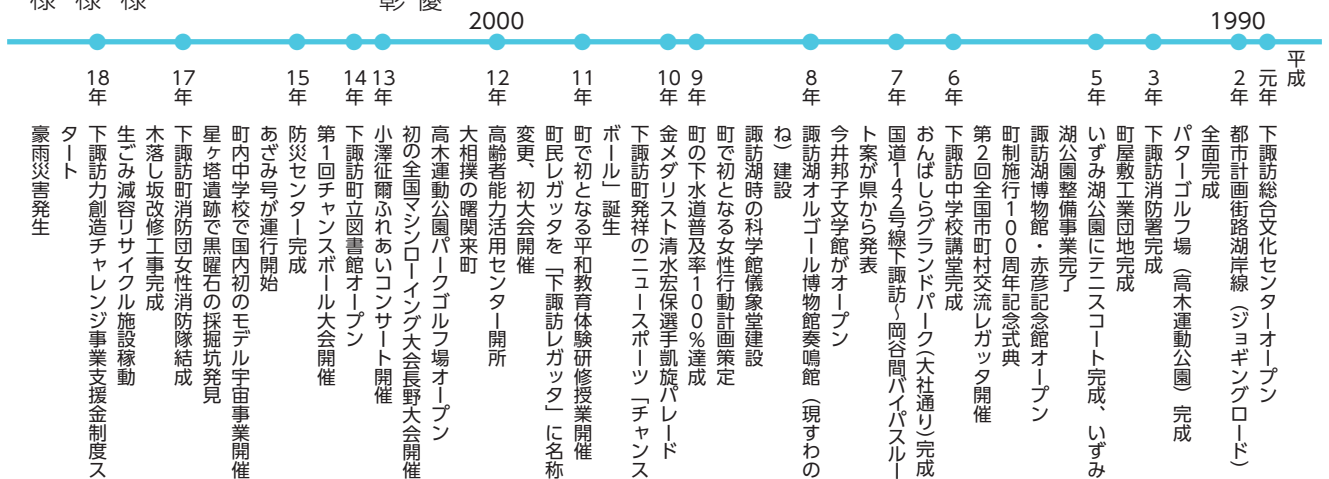 様 様 様
彰 優
2000
1990
平成
元年
下諏訪総合文化センターオープン
2年
都市計画街路湖岸線（ジョギングロード）
全面完成
パターゴルフ場（高木運動公園）完成
3年
下諏訪消防署完成
町屋敷工業団地完成
5年
いずみ湖公園にテニスコート完成、いずみ
湖公園整備事業完了
諏訪湖博物館・赤彦記念館オープン
町制施行100周年記念式典
第2回全国市町村交流レガッタ開催
6年
下諏訪中学校講堂完成
おんばしらグランドパーク(大社通り)完成
7年
国道142号線下諏訪～岡谷間バイパスルー
ト案が県から発表
今井邦子文学館がオープン
8年
諏訪湖オルゴール博物館奏鳴館（現すわの
ね）建設
諏訪湖時の科学館儀象堂建設
町で初となる女性行動計画策定
9年
町の下水道普及率100％達成
10年
金メダリスト清水宏保選手凱旋パレード
下諏訪町発祥のニュースポーツ「チャンス
ボール」誕生
11年
町で初となる平和教育体験研修授業開催
町民レガッタを「下諏訪レガッタ」に名称
変更、初大会開催
12年
高齢者能力活用センター開所
大相撲の曙関来町
高木運動公園パークゴルフ場オープン
初の全国マシンローイング大会長野大会開催
13年
小澤征爾ふれあいコンサート開催
14年
下諏訪町立図書館オープン
第1回チャンスボール大会開催
15年
防災センター完成
あざみ号が運行開始
町内中学校で国内初のモデル宇宙事業開催
星ヶ塔遺跡で黒曜石の採掘坑発見
17年
下諏訪町消防団女性消防隊結成
木落し坂改修工事完成
生ごみ減容リサイクル施設稼動
18年
下諏訪力創造チャレンジ事業支援金制度ス
タート
豪雨災害発生